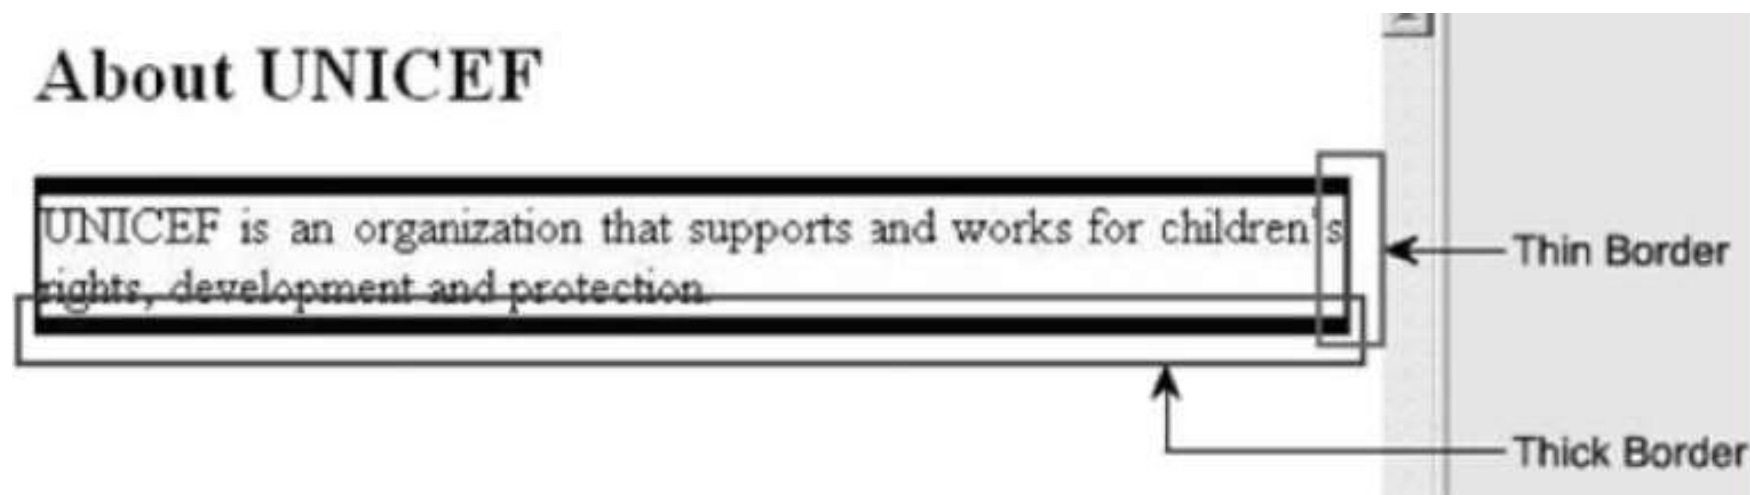 About UNICEF
UNICEF is an organization that supports and works for children's
rights, development and protection.
Thin Border
Thick Border